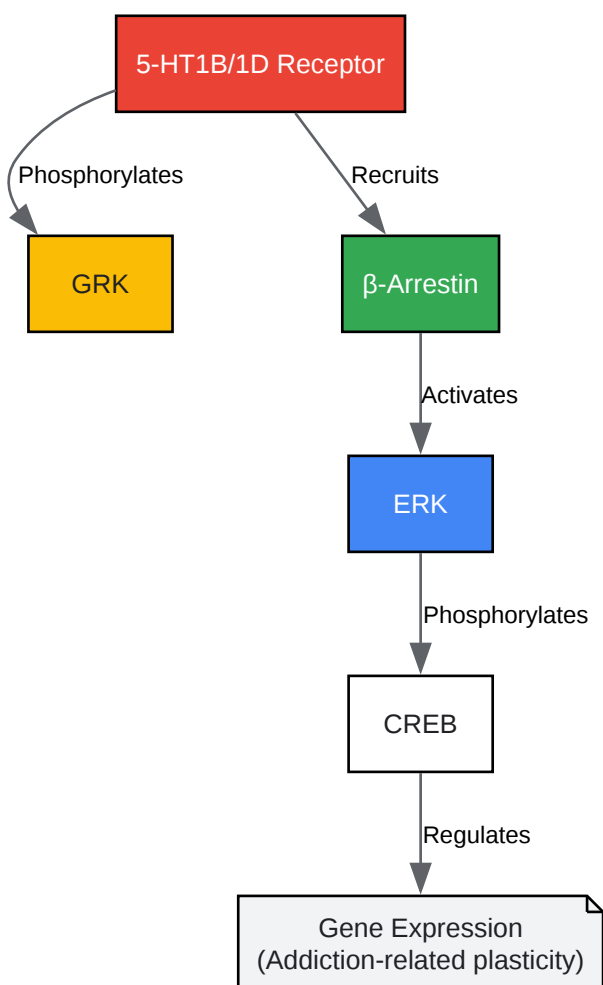 5-HT1B/1D Receptor
Phosphorylates
Recruits
GRK
β-Arrestin
Activates
ERK
Phosphorylates
CREB
Regulates
Gene Expression
(Addiction-related plasticity)